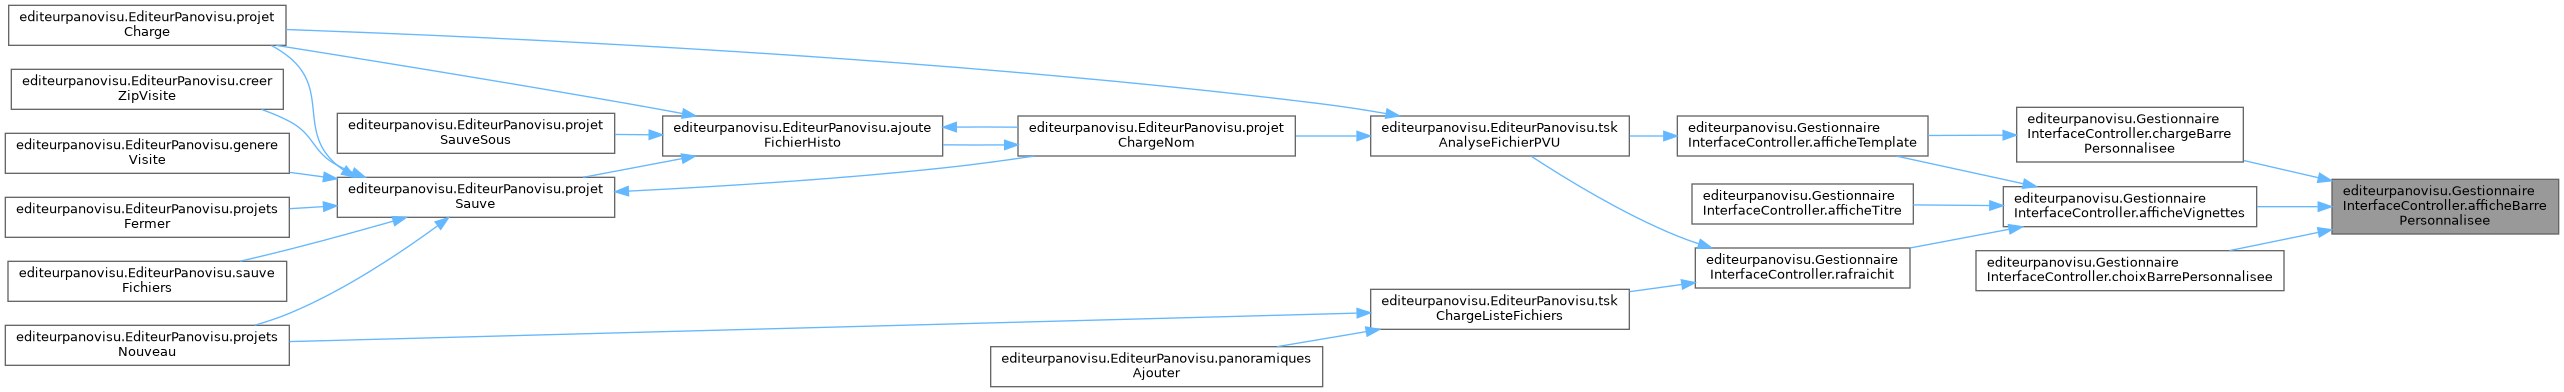 editeurpanovisu.EditeurPanovisu.projet
Charge
editeurpanovisu.EditeurPanovisu.creer
ZipVisite
editeurpanovisu.EditeurPanovisu.genere
Visite
editeurpanovisu.EditeurPanovisu.projets
Fermer
editeurpanovisu.EditeurPanovisu.sauve
Fichiers
editeurpanovisu.EditeurPanovisu.projets
Nouveau
editeurpanovisu.EditeurPanovisu.projet
SauveSous
editeurpanovisu.EditeurPanovisu.projet
Sauve
editeurpanovisu.EditeurPanovisu.ajoute
FichierHisto
editeurpanovisu.EditeurPanovisu.projet
ChargeNom
editeurpanovisu.EditeurPanovisu.panoramiques
Ajouter
editeurpanovisu.EditeurPanovisu.tsk
AnalyseFichierPVU
editeurpanovisu.EditeurPanovisu.tsk
ChargeListeFichiers
editeurpanovisu.Gestionnaire
InterfaceController.afficheTemplate
editeurpanovisu.Gestionnaire
InterfaceController.afficheTitre
editeurpanovisu.Gestionnaire
InterfaceController.rafraichit
editeurpanovisu.Gestionnaire
InterfaceController.chargeBarre
Personnalisee
editeurpanovisu.Gestionnaire
InterfaceController.afficheVignettes
editeurpanovisu.Gestionnaire
InterfaceController.choixBarrePersonnalisee
editeurpanovisu.Gestionnaire
InterfaceController.afficheBarre
Personnalisee